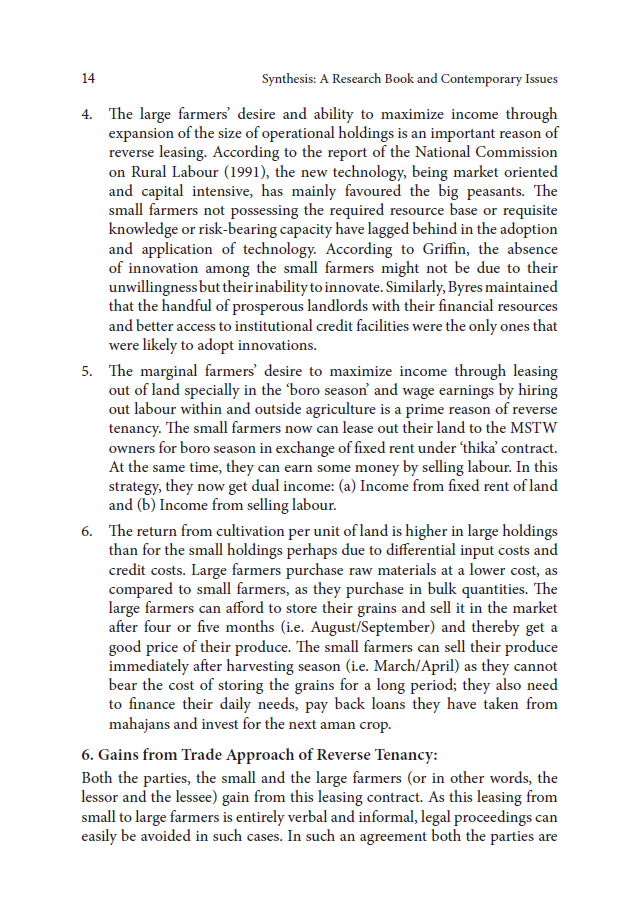 14 Synthesis: A Research Book and Contemporary Issues
4. The large farmers’ desire and ability to maximize income through
expansion of the size of operational holdings is an important reason of
reverse leasing. According to the report of the National Commission
on Rural Labour (1991), the new technology, being market oriented
and capital intensive, has mainly favoured the big peasants. The
small farmers not possessing the required resource base or requisite
knowledge or risk-bearing capacity have lagged behind in the adoption
and application of technology. According to Griffin, the absence
of innovation among the small farmers might not be due to their
unwillingness but their inability to innovate. Similarly, Byres maintained
that the handful of prosperous landlords with their financial resources
and better access to institutional credit facilities were the only ones that
were likely to adopt innovations.
5. The marginal farmers’ desire to maximize income through leasing
out of land specially in the ‘boro season’ and wage earnings by hiring
out labour within and outside agriculture is a prime reason of reverse
tenancy. The small farmers now can lease out their land to the MSTW
owners for boro season in exchange of fixed rent under ‘thika’ contract.
At the same time, they can earn some money by selling labour. In this
strategy, they now get dual income: (a) Income from fixed rent of land
and (b) Income from selling labour.
6. The return from cultivation per unit of land is higher in large holdings
than for the small holdings perhaps due to differential input costs and
credit costs. Large farmers purchase raw materials at a lower cost, as
compared to small farmers, as they purchase in bulk quantities. The
large farmers can afford to store their grains and sell it in the market
after four or five months (i.e. August/September) and thereby get a
good price of their produce. The small farmers can sell their produce
immediately after harvesting season (i.e. March/April) as they cannot
bear the cost of storing the grains for a long period; they also need
to finance their daily needs, pay back loans they have taken from
mahajans and invest for the next aman crop.
6. Gains from Trade Approach of Reverse Tenancy:
Both the parties, the small and the large farmers (or in other words, the
lessor and the lessee) gain from this leasing contract. As this leasing from
small to large farmers is entirely verbal and informal, legal proceedings can
easily be avoided in such cases. In such an agreement both the parties are